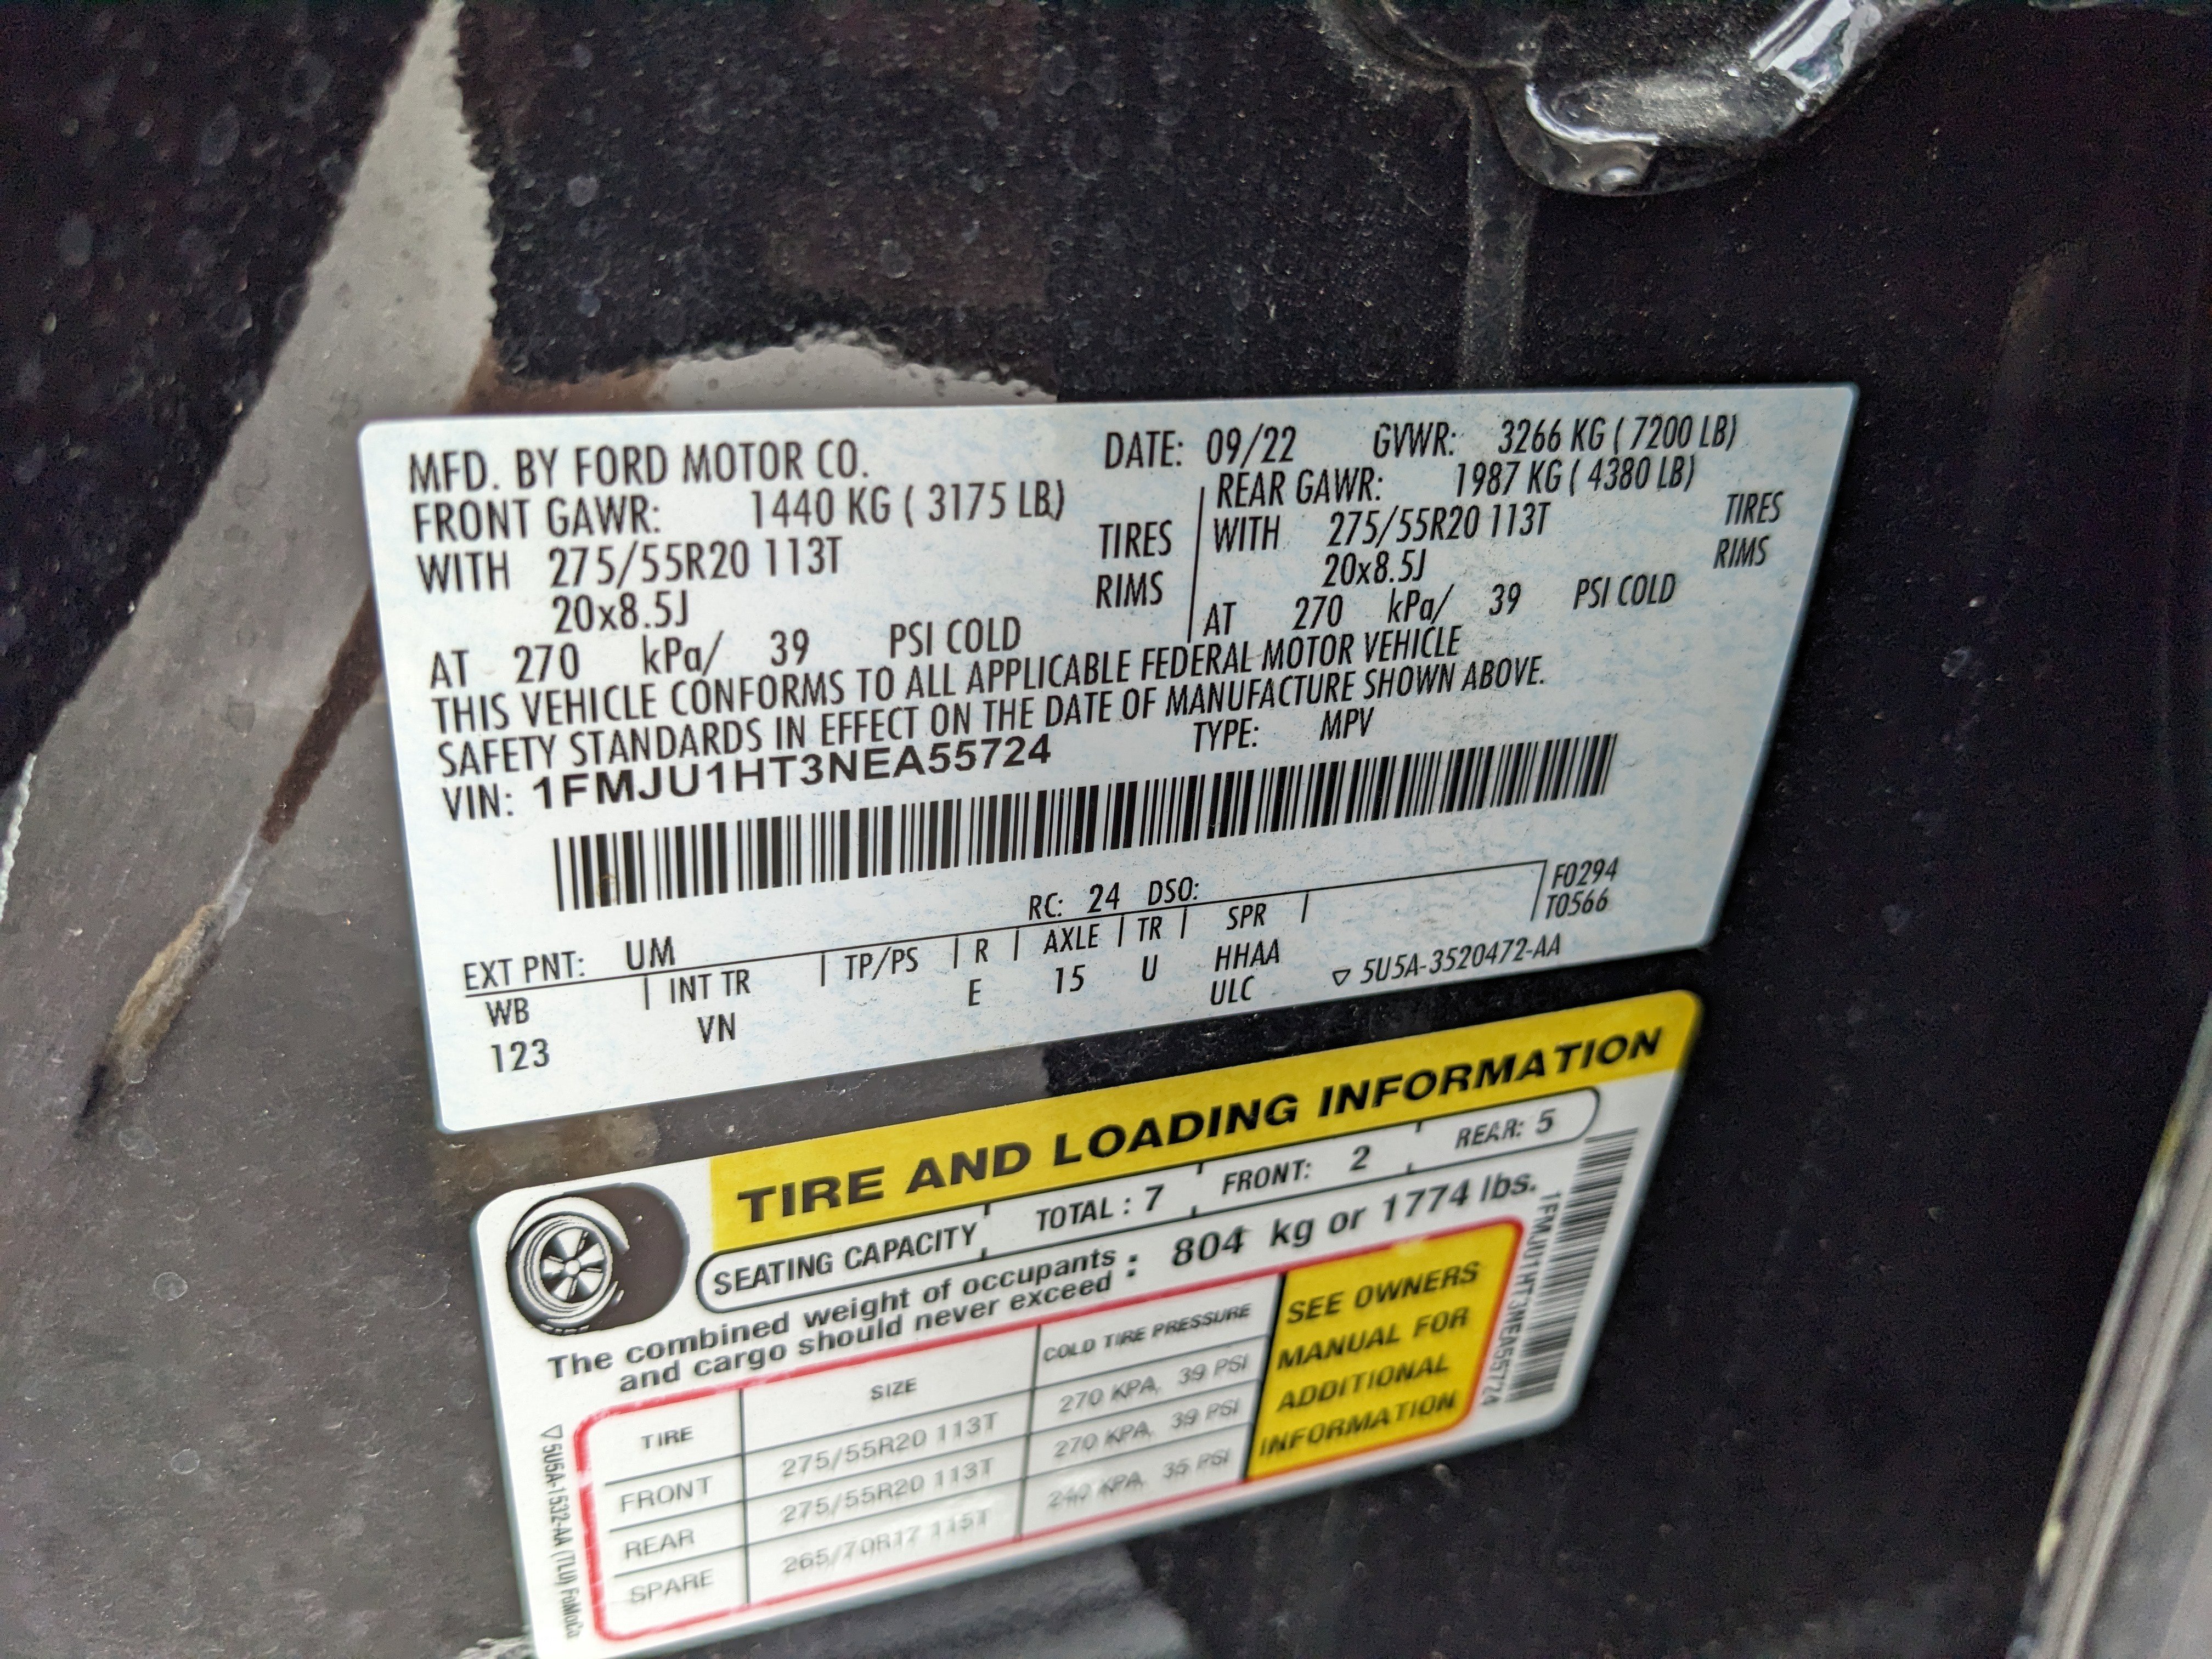 MFD. BY FORD MOTOR CO. DATE: 09/22 GVWR: 3266 KG ( 7200 LB)
FRONT GAWR: 1440 KG ( 3175 LB) REAR GAWR: 1987 KG ( 4380 LB)
WITH 275/55R20 113T TIRES WITH 275/55R20 113T TIRES
20x8.5J RIMS 20x8.5J RIMS
AT 270 kPa/ 39 PSI COLD AT 270 kPa/ 39 PSI COLD
THIS VEHICLE CONFORMS TO ALL APPLICABLE FEDERAL MOTOR VEHICLE
SAFETY STANDARDS IN EFFECT ON THE DATE OF MANUFACTURE SHOWN ABOVE.
VIN: 1FMJU1HT3NEA55724 TYPE: MPV
F0294
T0566
EXT PNT: UM RC: 24 DSO:
WB INT TR TP/PS R AXLE TR SPR
123 VN E 15 U HHAA
ULC
5U5A-3520472-AA
TIRE AND LOADING INFORMATION
SEATING CAPACITY TOTAL : 7 FRONT: 2 REAR: 5
The combined weight of occupants
and cargo should never exceed : 804 kg or 1774 lbs.
TIRE SIZE COLD TIRE PRESSURE
FRONT 275/55R20 113T 270 KPA, 39 PSI
REAR 275/55R20 113T 270 KPA, 39 PSI
SPARE 265/70R17 115T 240 KPA, 35 PSI
SEE OWNERS
MANUAL FOR
ADDITIONAL
INFORMATION
1FMJU1HT3NEA55724
5U5A-1532-AA (TLU) FoMoCo